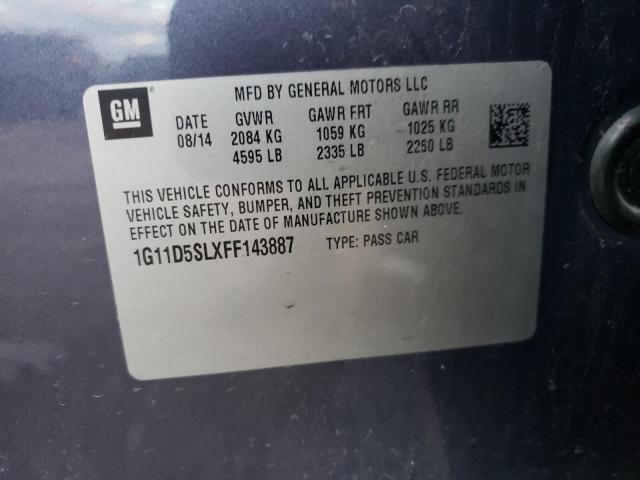 GM
MFD BY GENERAL MOTORS LLC
DATE GVWR GAWR FRT GAWR RR
08/14 2084 KG 1059 KG 1025 KG
4595 LB 2335 LB 2250 LB
THIS VEHICLE CONFORMS TO ALL APPLICABLE U.S. FEDERAL MOTOR
VEHICLE SAFETY, BUMPER, AND THEFT PREVENTION STANDARDS IN
EFFECT ON THE DATE OF MANUFACTURE SHOWN ABOVE.
1G11D5SLXFF143887 TYPE: PASS CAR